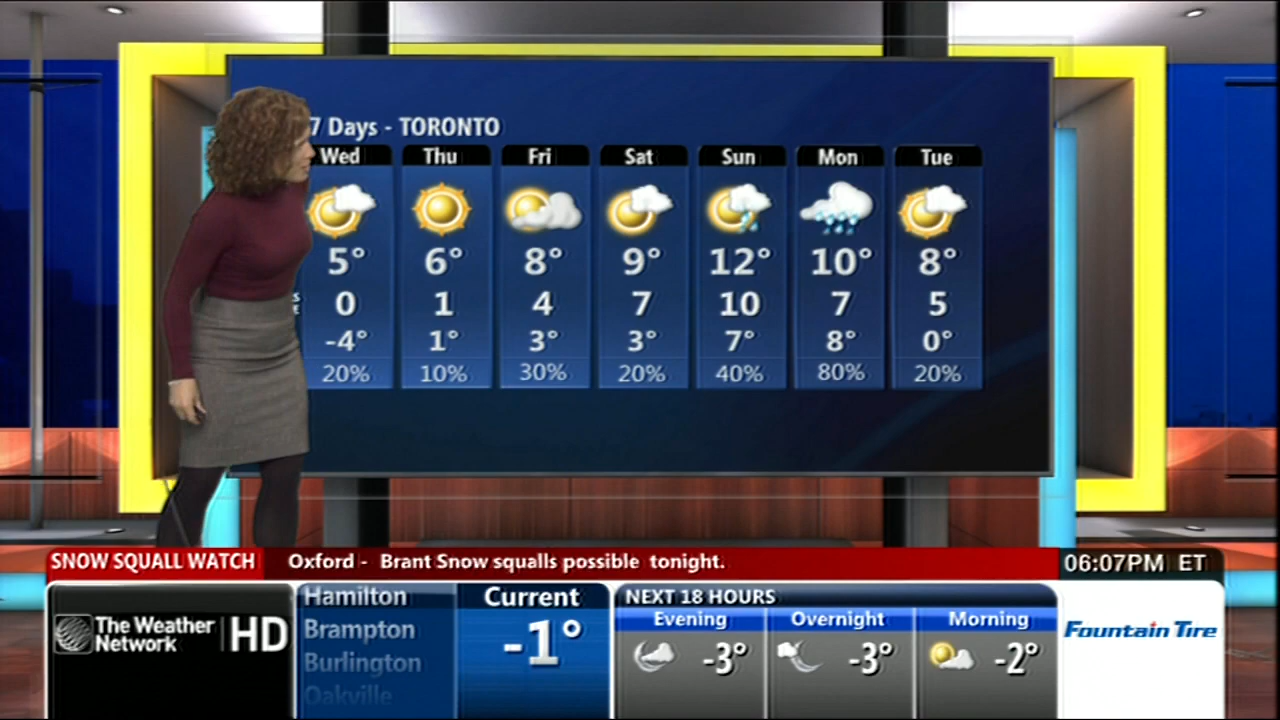 7 Days - TORONTO
Wed Thu Fri Sat Sun Mon Tue
5° 6° 8° 9° 12° 10° 8°
0 1 4 7 10 7 5
-4° 1° 3° 3° 7° 8° 0°
20% 10% 30% 20% 40% 80% 20%
SNOW SQUALL WATCH Oxford - Brant Snow squalls possible tonight. 06:07PM ET
The Weather
Network HD
Hamilton
Brampton
Burlington
Oakville
Current
-1°
NEXT 18 HOURS
Evening Overnight Morning
-3° -3° -2°
Fountain Tire